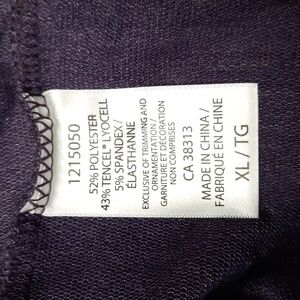 1215050
52% POLYESTER
43% TENCEL® LYOCELL
5% SPANDEX /
ÉLASTHANNE
EXCLUSIVE OF TRIMMING AND
ORNAMENTATION /
GARNITURE ET DÉCORATION
NON COMPRISES
CA 38313
MADE IN CHINA /
FABRIQUÉ EN CHINE
XL / TG